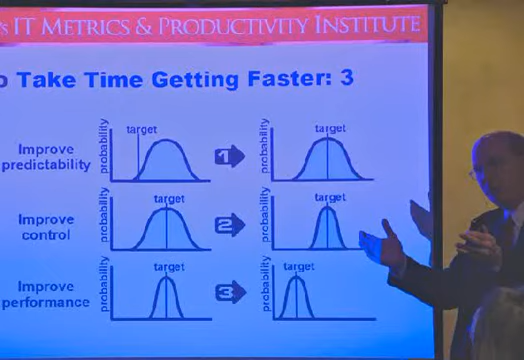 's IT METRICS & PRODUCTIVITY INSTITUTE
o Take Time Getting Faster: 3
Improve
predictability
probability
target
1
probability
target
Improve
control
probability
target
2
probability
target
Improve
performance
probability
target
3
probability
target